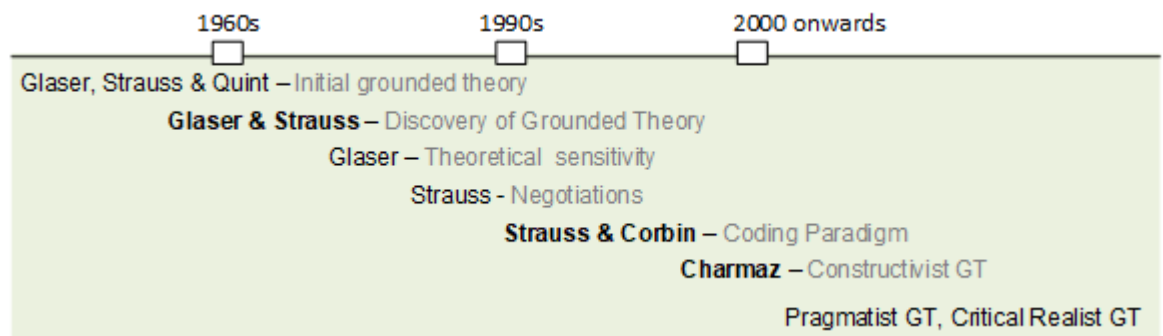 1960s 1990s 2000 onwards
Glaser, Strauss & Quint – Initial grounded theory
Glaser & Strauss – Discovery of Grounded Theory
Glaser – Theoretical sensitivity
Strauss - Negotiations
Strauss & Corbin – Coding Paradigm
Charmaz – Constructivist GT
Pragmatist GT, Critical Realist GT